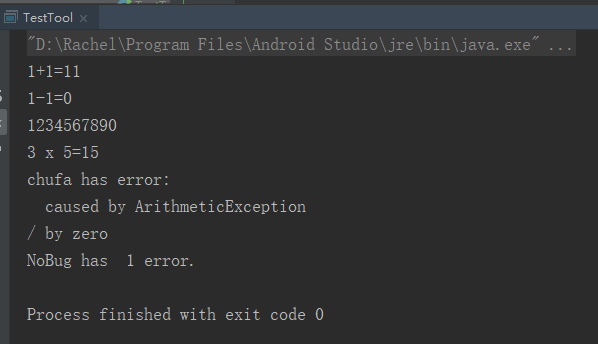 TestTool
"D:\Rachel\Program Files\Android Studio\jre\bin\java.exe" ...
1+1=11
1-1=0
1234567890
3 x 5=15
chufa has error:
caused by ArithmeticException
/ by zero
NoBug has  1 error.
Process finished with exit code 0